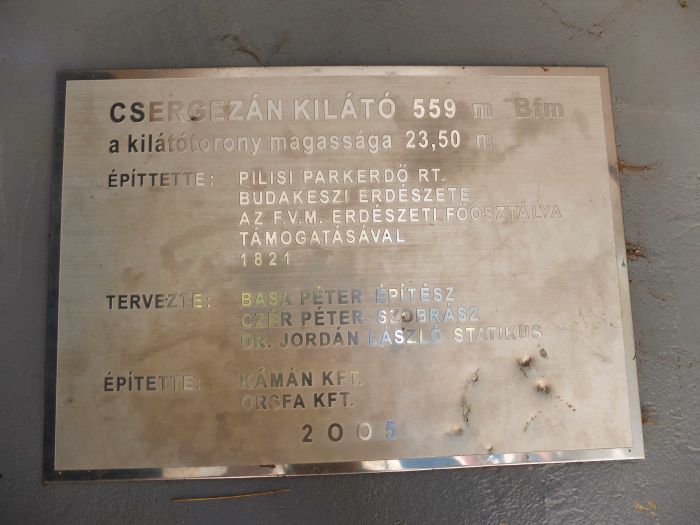 CSERGEZÁN KILÁTÓ 559 m Bfm
a kilátótorony magassága 23,50 m
ÉPÍTTETTE: PILISI PARKERDŐ RT.
BUDAKESZI ERDÉSZETE,
AZ F.V.M. ERDÉSZETI FŐOSZTÁLYA
TÁMOGATÁSÁVAL
1821
TERVEZTE: BASA PÉTER ÉPÍTÉSZ
CZÉR PÉTER SZOBRÁSZ
DR. JORDÁN LÁSZLÓ STATIKUS
ÉPÍTETTE: KÁMÁN KFT.
ORSFA KFT.
2005